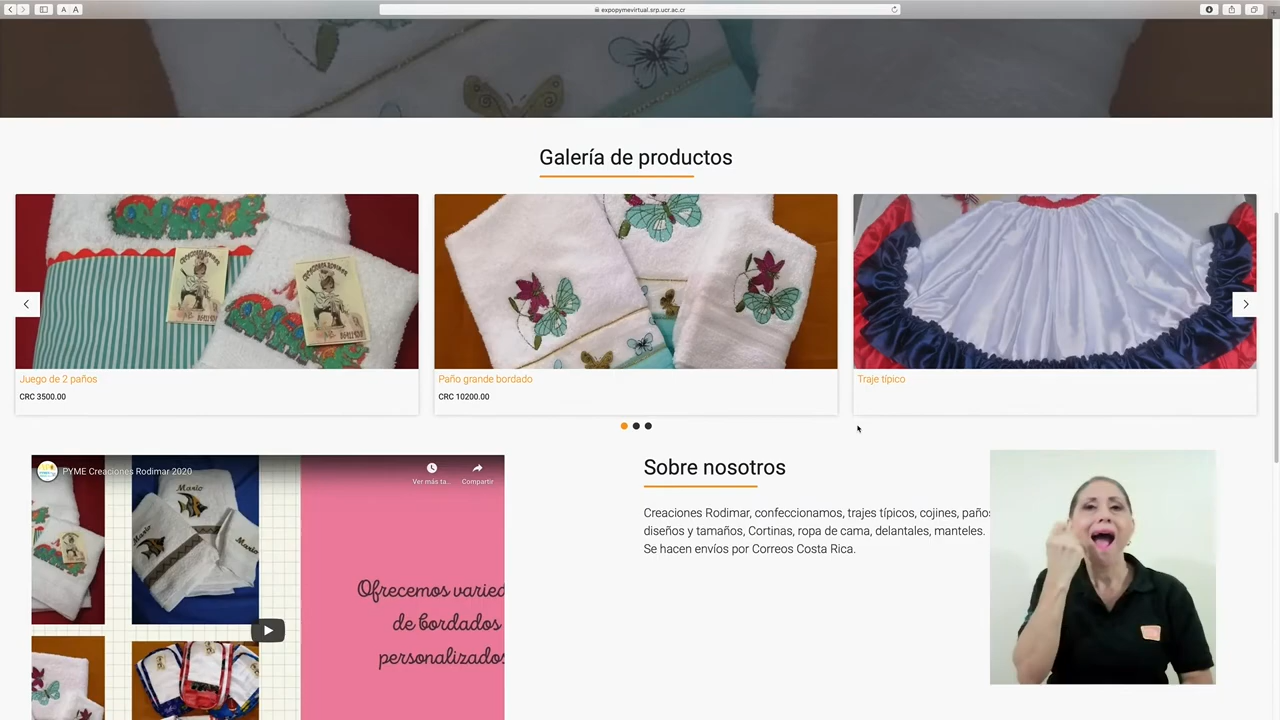 A A
expopymevirtual.srp.ucr.ac.cr
Galería de productos
Juego de 2 paños
CRC 3500.00
Paño grande bordado
CRC 10200.00
Traje típico
PYME Creaciones Rodimar 2020
Ver más ta...
Compartir
Mario
Mario
Mario
Ofrecemos varied
de bordados
personalizados
Sobre nosotros
Creaciones Rodimar, confeccionamos, trajes típicos, cojines, paños
diseños y tamaños, Cortinas, ropa de cama, delantales, manteles.
Se hacen envíos por Correos Costa Rica.